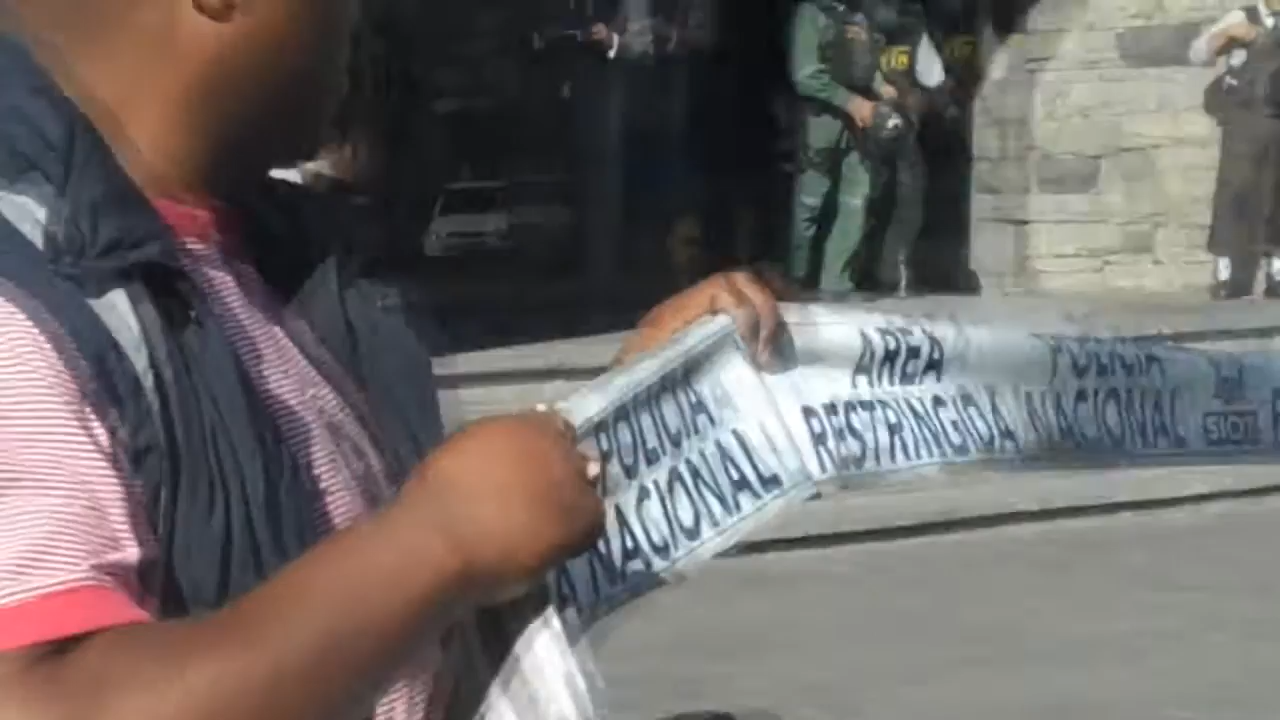 POLICIA
NACIONAL
A
AREA
RESTRINGIDA
POLICIA
NACIONAL
SIOT